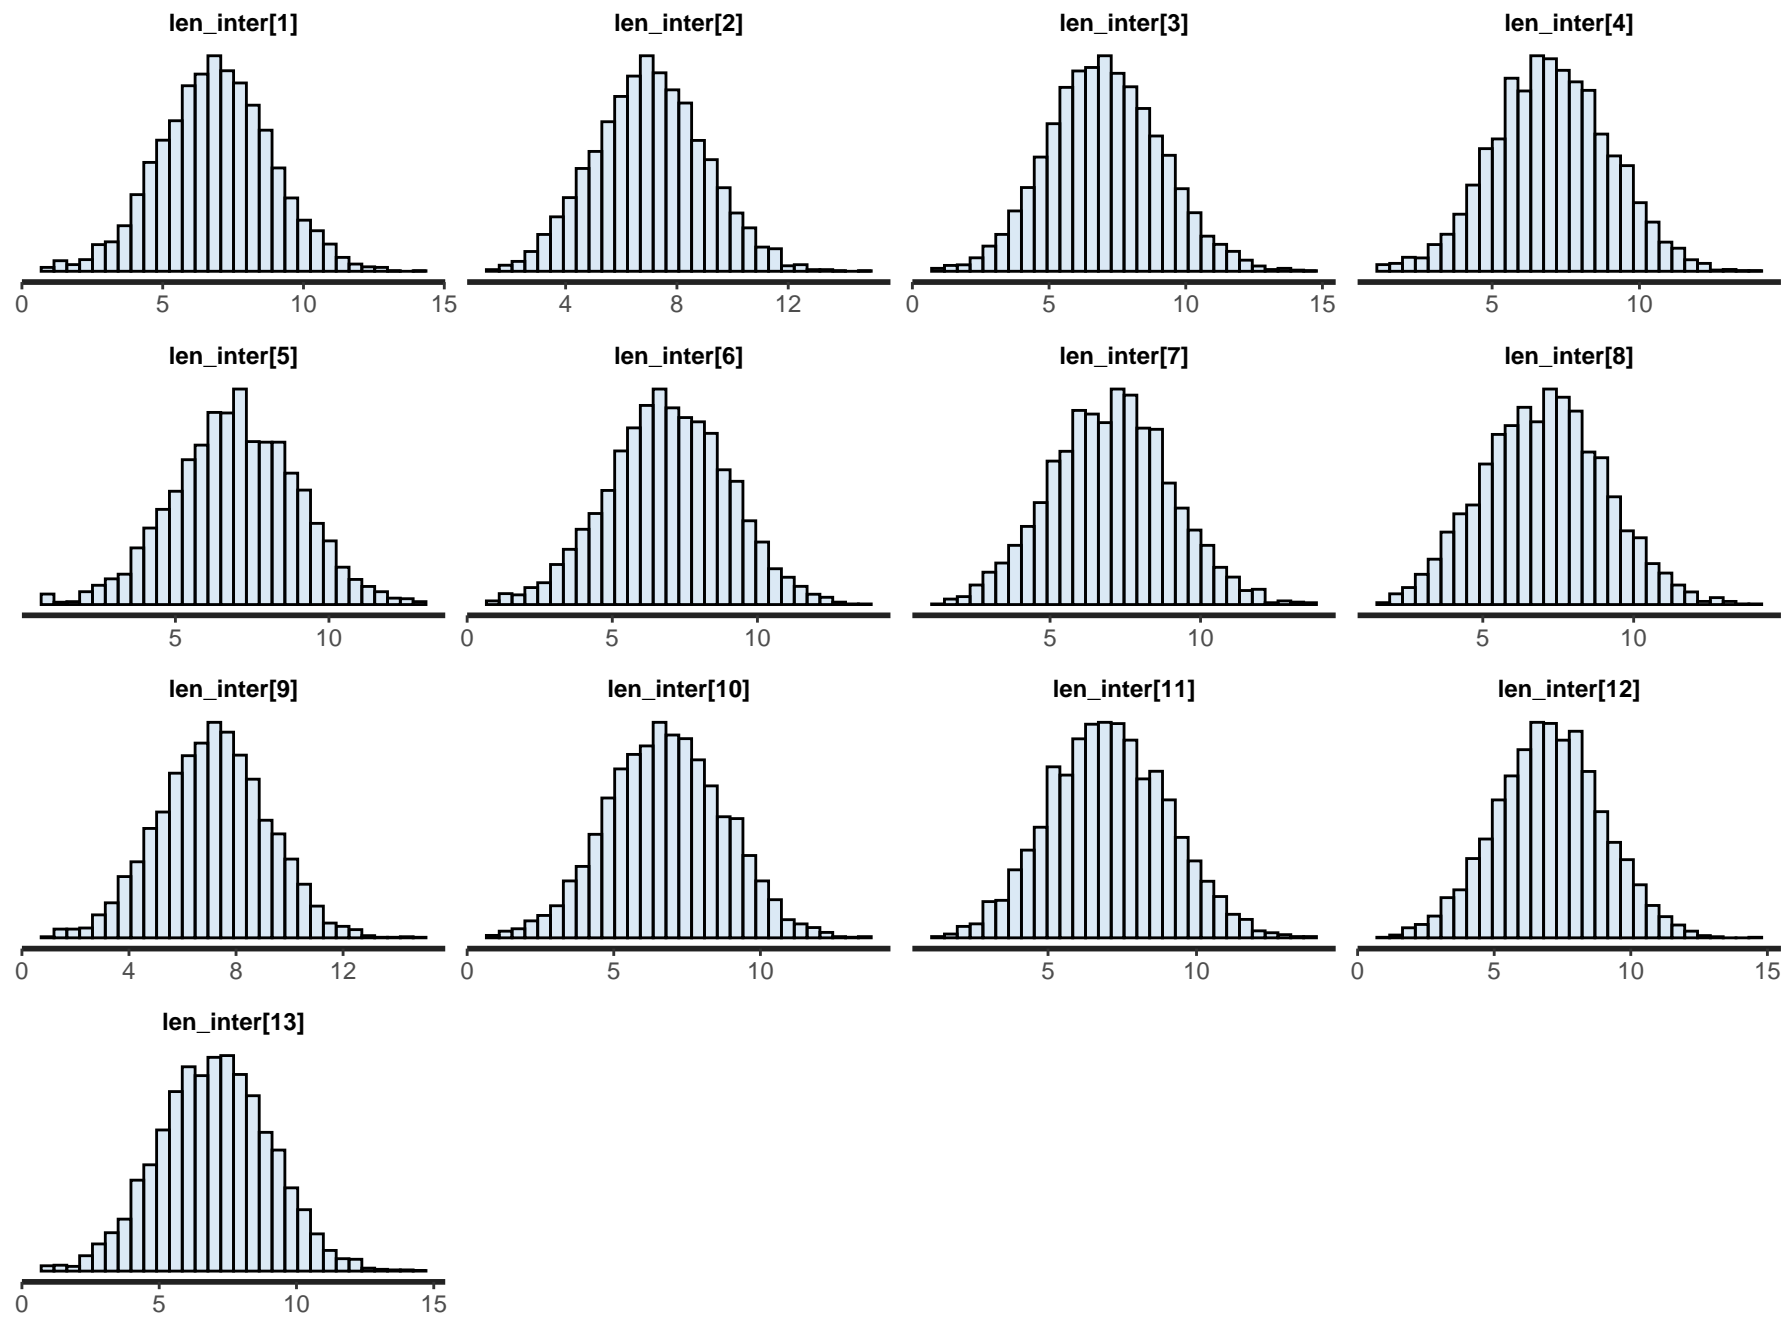 len_inter[1] len_inter[2] len_inter[3] len_inter[4]
0 5 10 15 4 8 12 0 5 10 15 5 10
len_inter[5] len_inter[6] len_inter[7] len_inter[8]
5 10 0 5 10 5 10 5 10
len_inter[9] len_inter[10] len_inter[11] len_inter[12]
0 4 8 12 0 5 10 5 10 0 5 10 15
len_inter[13]
0 5 10 15